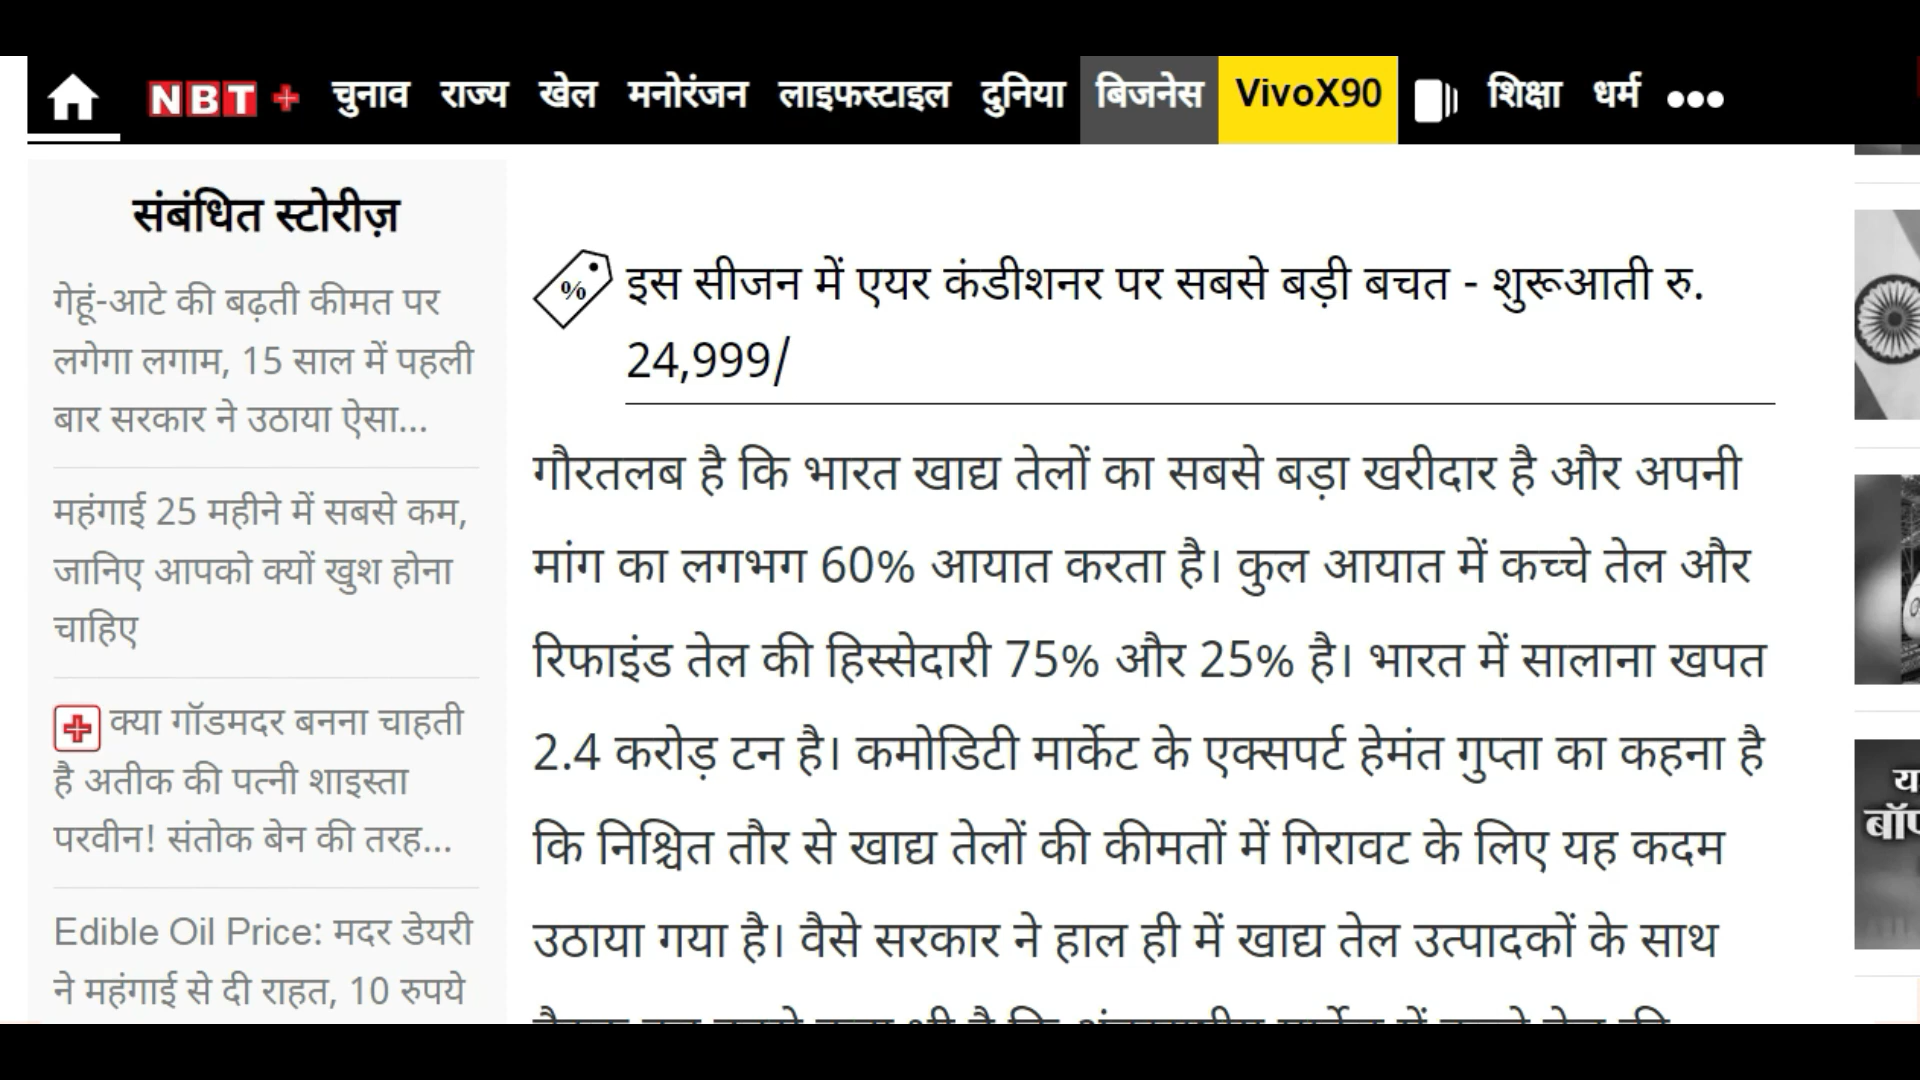 NBT + चुनाव राज्य खेल मनोरंजन लाइफस्टाइल दुनिया बिजनेस VivoX90 शिक्षा धर्म
संबंधित स्टोरीज़
गेहूं-आटे की बढ़ती कीमत पर
लगेगा लगाम, 15 साल में पहली
बार सरकार ने उठाया ऐसा...
महंगाई 25 महीने में सबसे कम,
जानिए आपको क्यों खुश होना
चाहिए
क्या गॉडमदर बनना चाहती
है अतीक की पत्नी शाइस्ता
परवीन! संतोक बेन की तरह...
Edible Oil Price: मदर डेयरी
ने महंगाई से दी राहत, 10 रुपये
% इस सीजन में एयर कंडीशनर पर सबसे बड़ी बचत - शुरूआती रु.
24,999/
गौरतलब है कि भारत खाद्य तेलों का सबसे बड़ा खरीदार है और अपनी
मांग का लगभग 60% आयात करता है। कुल आयात में कच्चे तेल और
रिफाइंड तेल की हिस्सेदारी 75% और 25% है। भारत में सालाना खपत
2.4 करोड़ टन है। कमोडिटी मार्केट के एक्सपर्ट हेमंत गुप्ता का कहना है
कि निश्चित तौर से खाद्य तेलों की कीमतों में गिरावट के लिए यह कदम
उठाया गया है। वैसे सरकार ने हाल ही में खाद्य तेल उत्पादकों के साथ